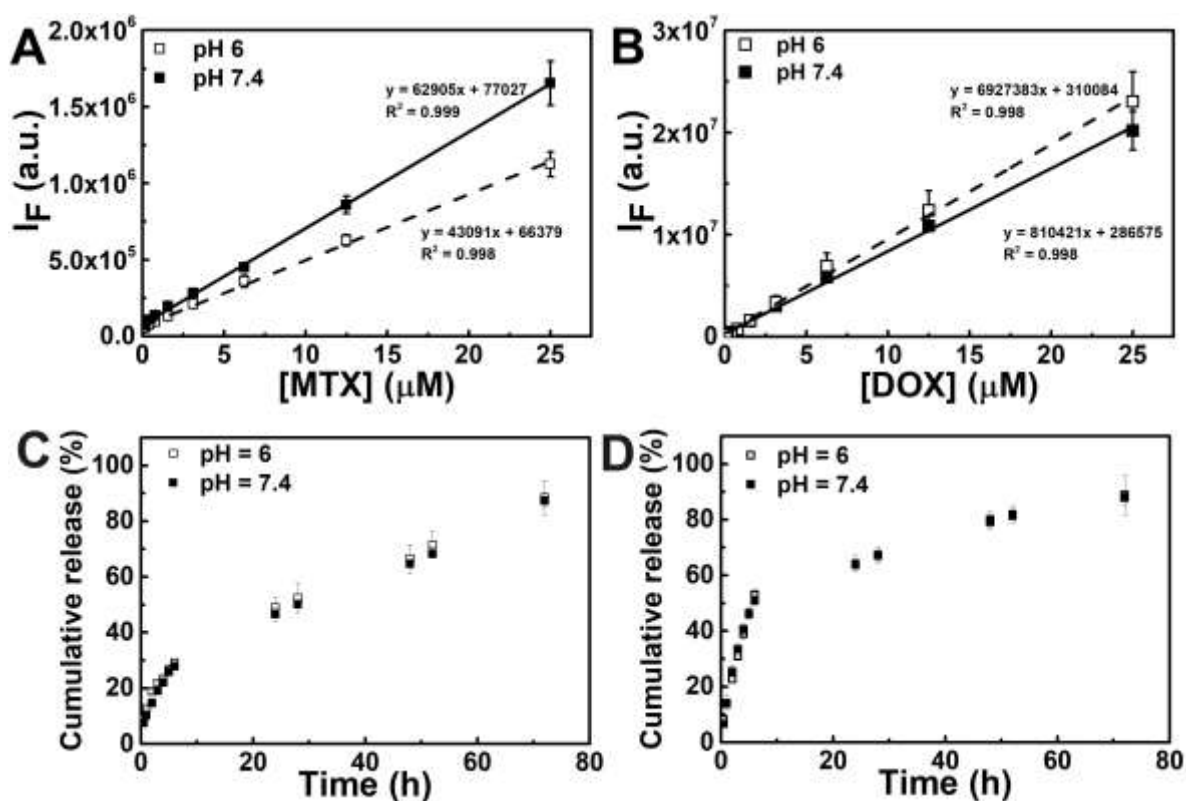 A
2.0x10⁶
1.5x10⁶
1.0x10⁶
5.0x10⁵
0.0
I_F (a.u.)
pH 6
pH 7.4
y = 62905x + 77027
R² = 0.999
y = 43091x + 66379
R² = 0.998
0 5 10 15 20 25
[MTX] (μM)
B
3x10⁷
2x10⁷
1x10⁷
0
I_F (a.u.)
pH 6
pH 7.4
y = 6927383x + 310084
R² = 0.998
y = 810421x + 286575
R² = 0.998
0 5 10 15 20 25
[DOX] (μM)
C
100
80
60
40
20
0
Cumulative release (%)
pH = 6
pH = 7.4
0 20 40 60 80
Time (h)
D
100
80
60
40
20
0
Cumulative release (%)
pH = 6
pH = 7.4
0 20 40 60 80
Time (h)